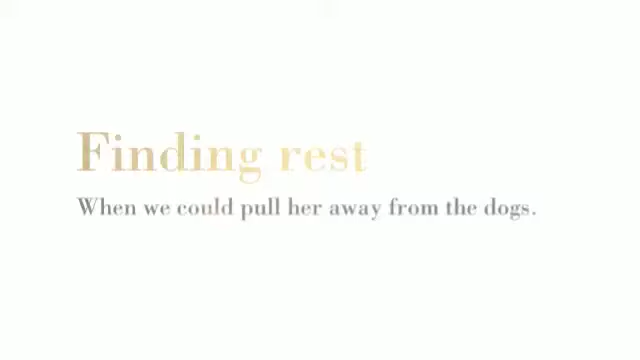 Finding rest
When we could pull her away from the dogs.